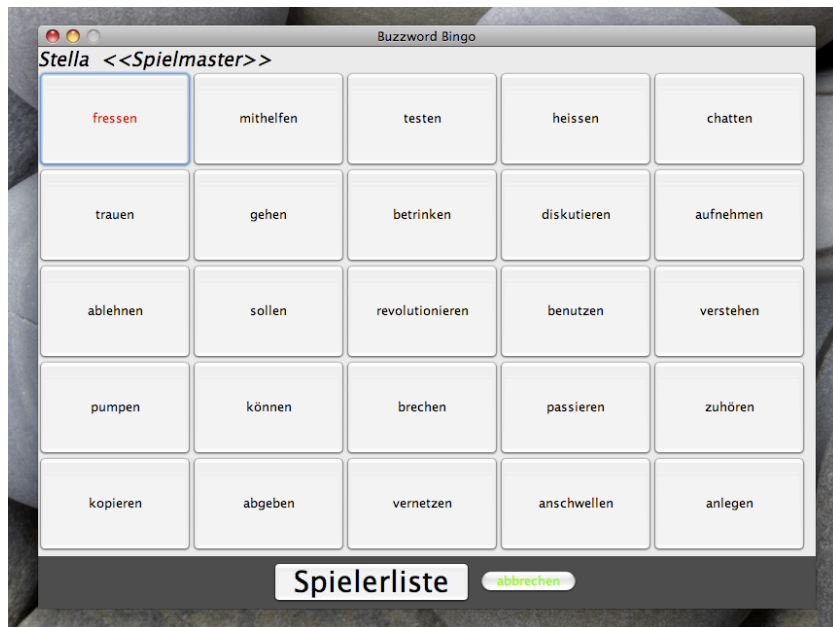 Buzzword Bingo
Stella <<Spielmaster>>
fressen mithelfen testen heissen chatten
trauen gehen betrinken diskutieren aufnehmen
ablehnen sollen revolutionieren benutzen verstehen
pumpen können brechen passieren zuhören
kopieren abgeben vernetzen anschwellen anlegen
Spielerliste abbrechen